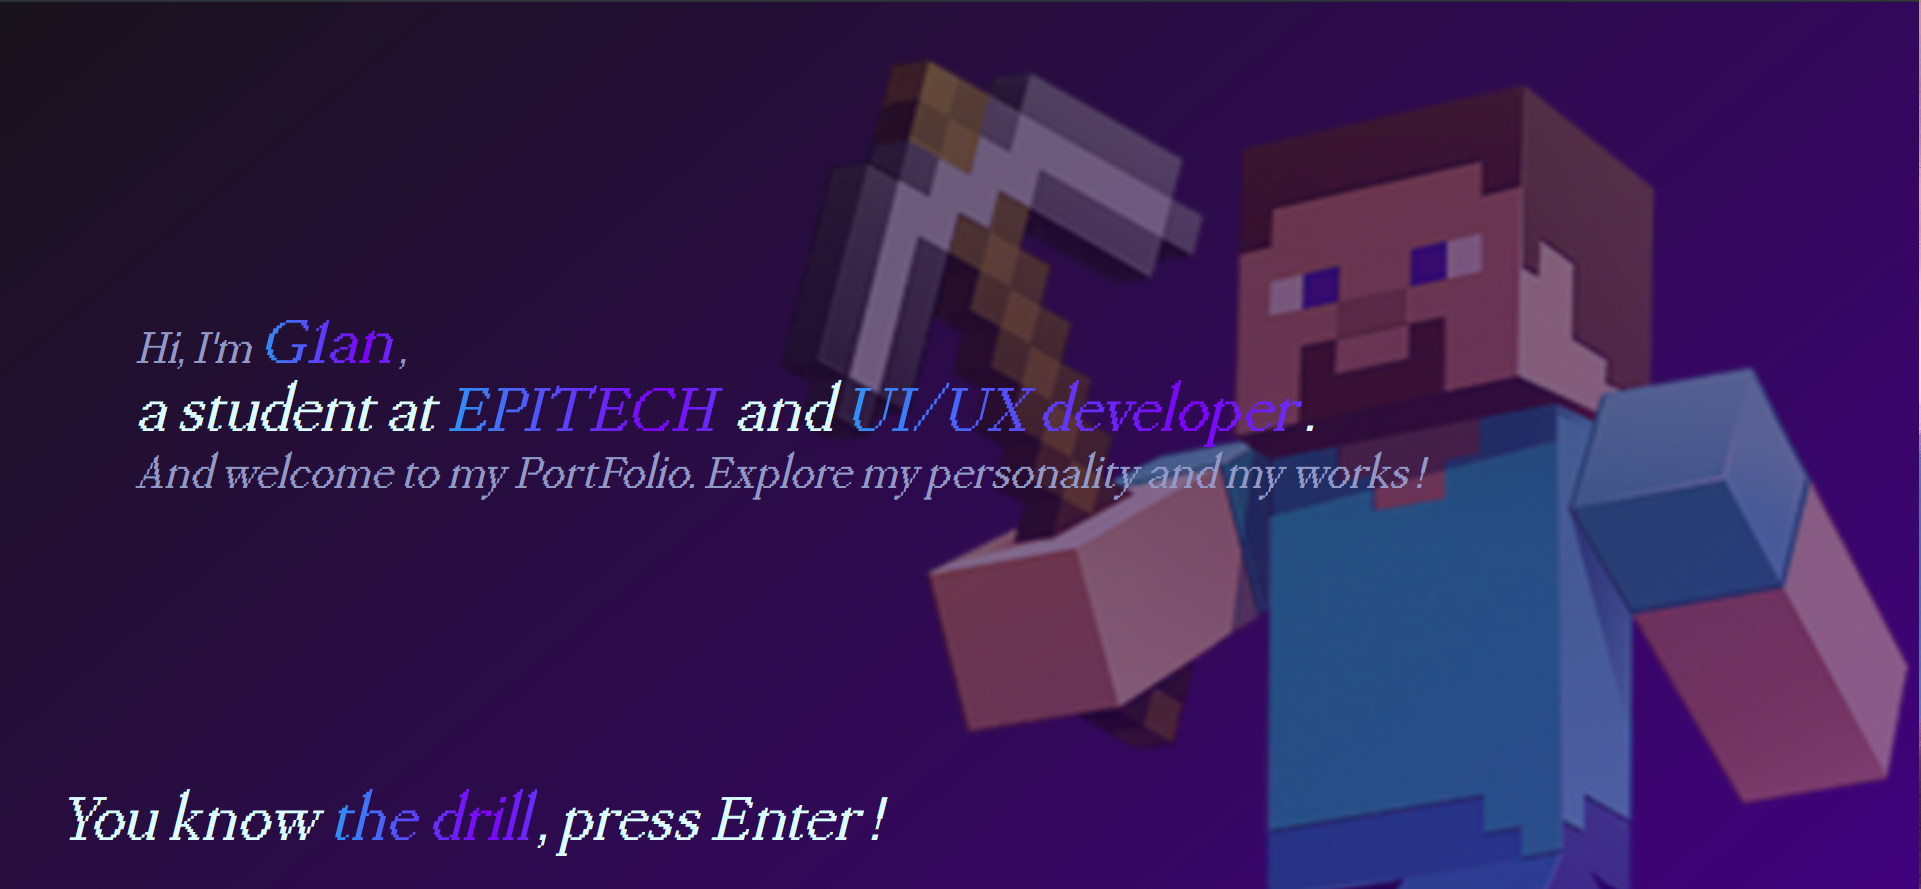 Hi, I'm G1an,
a student at EPITECH and UI/UX developer.
And welcome to my PortFolio. Explore my personality and my works !
You know the drill, press Enter !